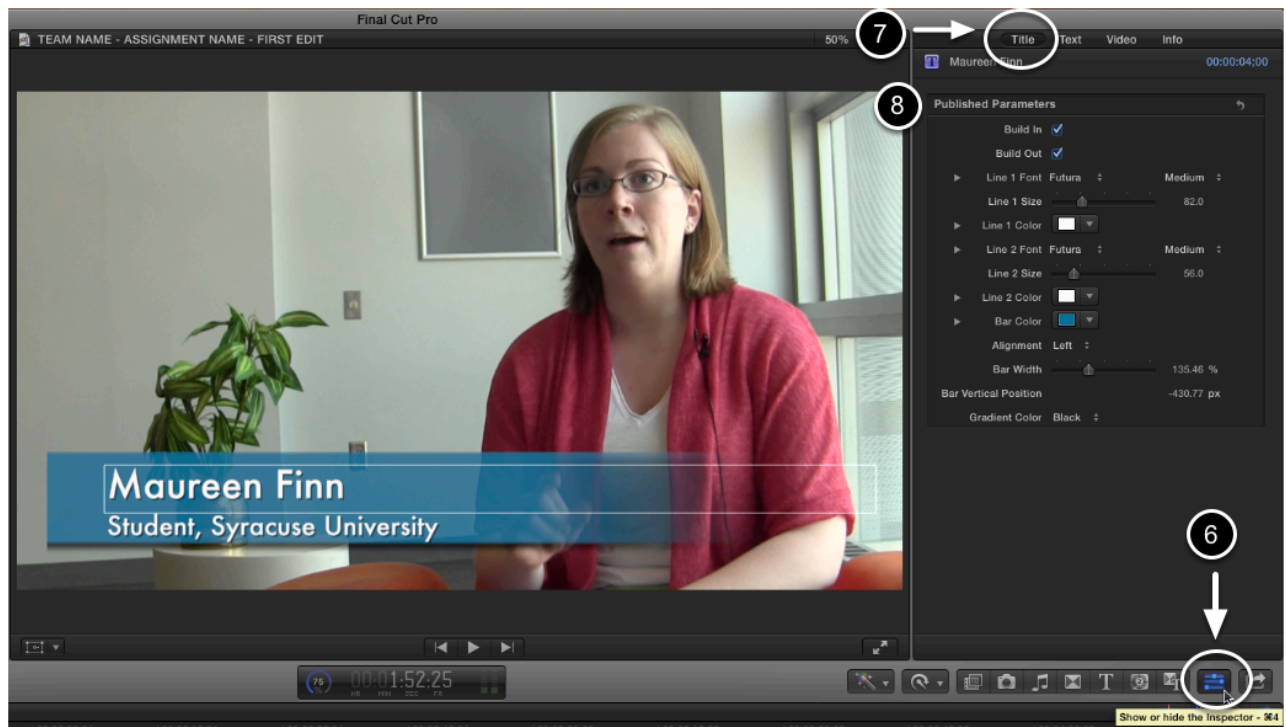 Final Cut Pro
TEAM NAME - ASSIGNMENT NAME - FIRST EDIT
50%
7
Title Text Video Info
Maureen Finn 00:00:04;00
8
Published Parameters
Build In
Build Out
Line 1 Font Futura Medium
Line 1 Size 82.0
Line 1 Color
Line 2 Font Futura Medium
Line 2 Size 56.0
Line 2 Color
Bar Color
Alignment Left
Bar Width 135.46 %
Bar Vertical Position -430.77 px
Gradient Color Black
Maureen Finn
Student, Syracuse University
6
75 00:01:52;25
HR MIN SEC FR
T
Show or hide the Inspector - ⌘4